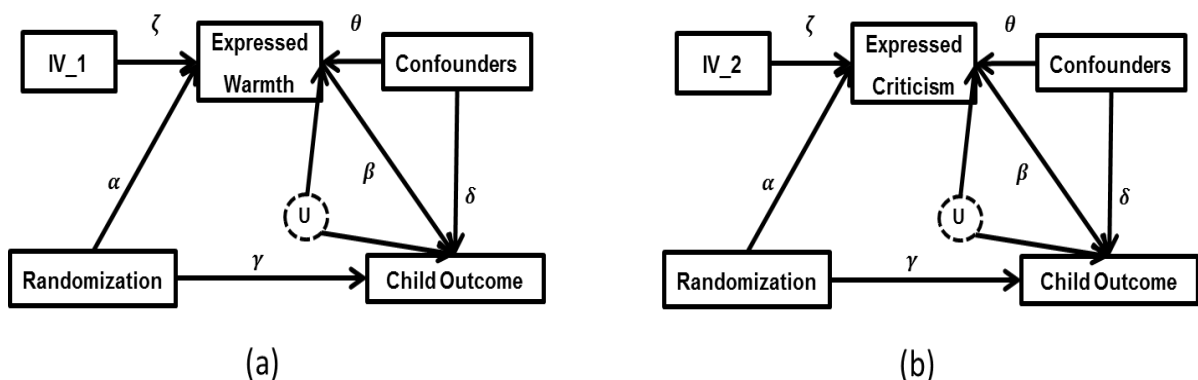 ζ
θ
IV_1
Expressed
Warmth
Confounders
α
β
δ
U
γ
Randomization
Child Outcome
(a)
ζ
θ
IV_2
Expressed
Criticism
Confounders
α
β
δ
U
γ
Randomization
Child Outcome
(b)